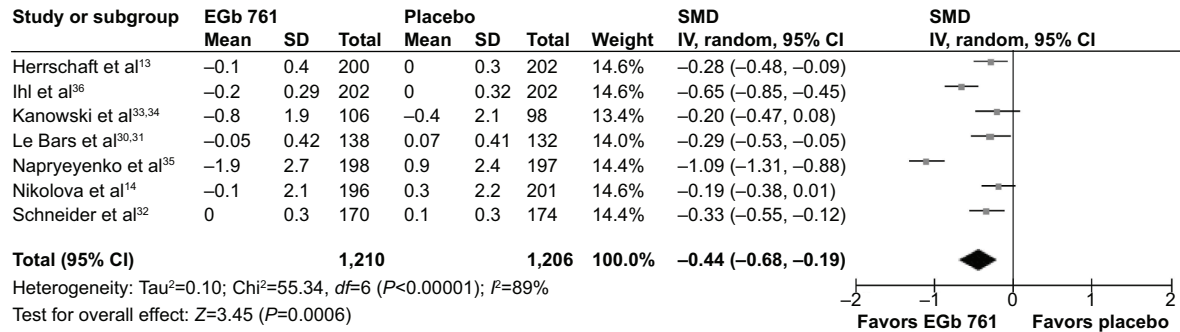 Study or subgroup EGb 761 Placebo SMD SMD
Mean SD Total Mean SD Total Weight IV, random, 95% CI IV, random, 95% CI
Herrschaft et al¹³ –0.1 0.4 200 0 0.3 202 14.6% –0.28 (–0.48, –0.09)
Ihl et al³⁶ –0.2 0.29 202 0 0.32 202 14.6% –0.65 (–0.85, –0.45)
Kanowski et al³³,³⁴ –0.8 1.9 106 –0.4 2.1 98 13.4% –0.20 (–0.47, 0.08)
Le Bars et al³⁰,³¹ –0.05 0.42 138 0.07 0.41 132 14.0% –0.29 (–0.53, –0.05)
Napryeyenko et al³⁵ –1.9 2.7 198 0.9 2.4 197 14.4% –1.09 (–1.31, –0.88)
Nikolova et al¹⁴ –0.1 2.1 196 0.3 2.2 201 14.6% –0.19 (–0.38, 0.01)
Schneider et al³² 0 0.3 170 0.1 0.3 174 14.4% –0.33 (–0.55, –0.12)
Total (95% CI) 1,210 1,206 100.0% –0.44 (–0.68, –0.19)
Heterogeneity: Tau²=0.10; Chi²=55.34, df=6 (P<0.00001); I²=89%
Test for overall effect: Z=3.45 (P=0.0006)
–2 –1 0 1 2
Favors EGb 761 Favors placebo